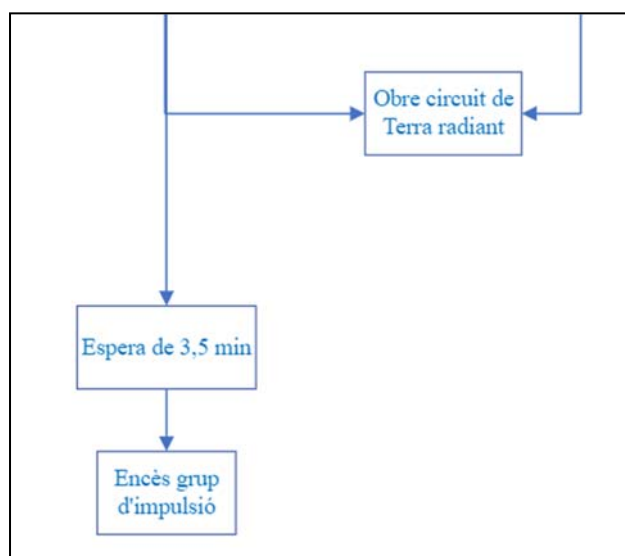 Obre circuit de
Terra radiant
Espera de 3,5 min
Encès grup
d'impulsió